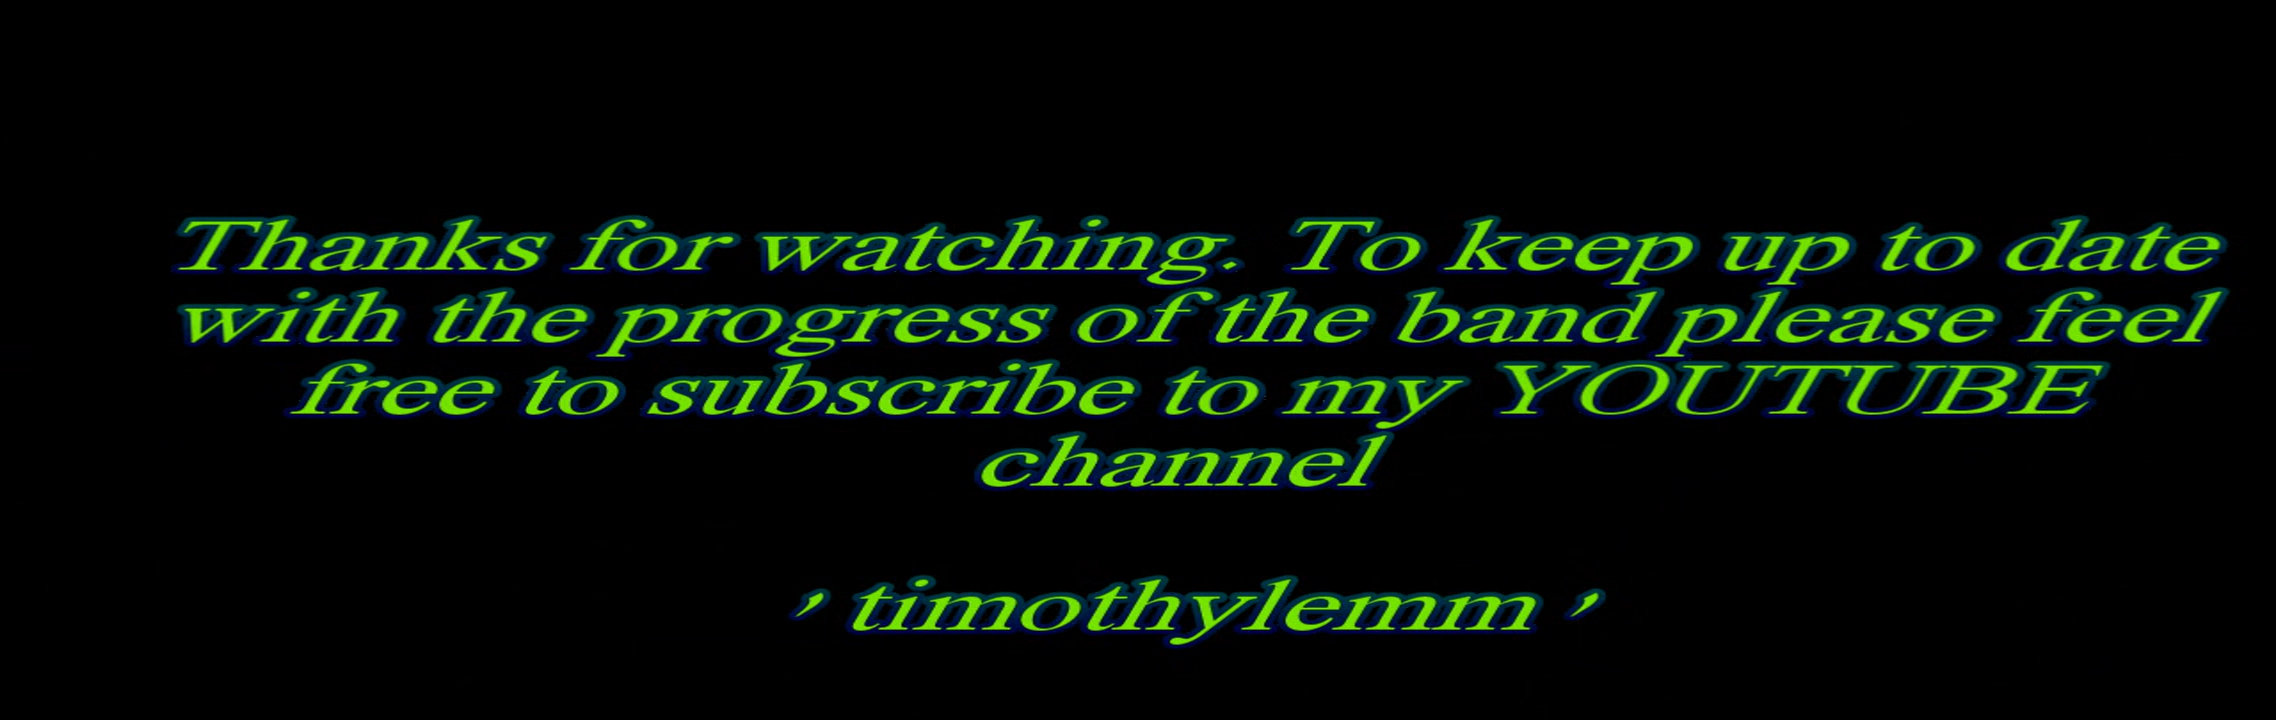 Thanks for watching. To keep up to date
with the progress of the band please feel
free to subscribe to my YOUTUBE
channel
’ timothylemm ’